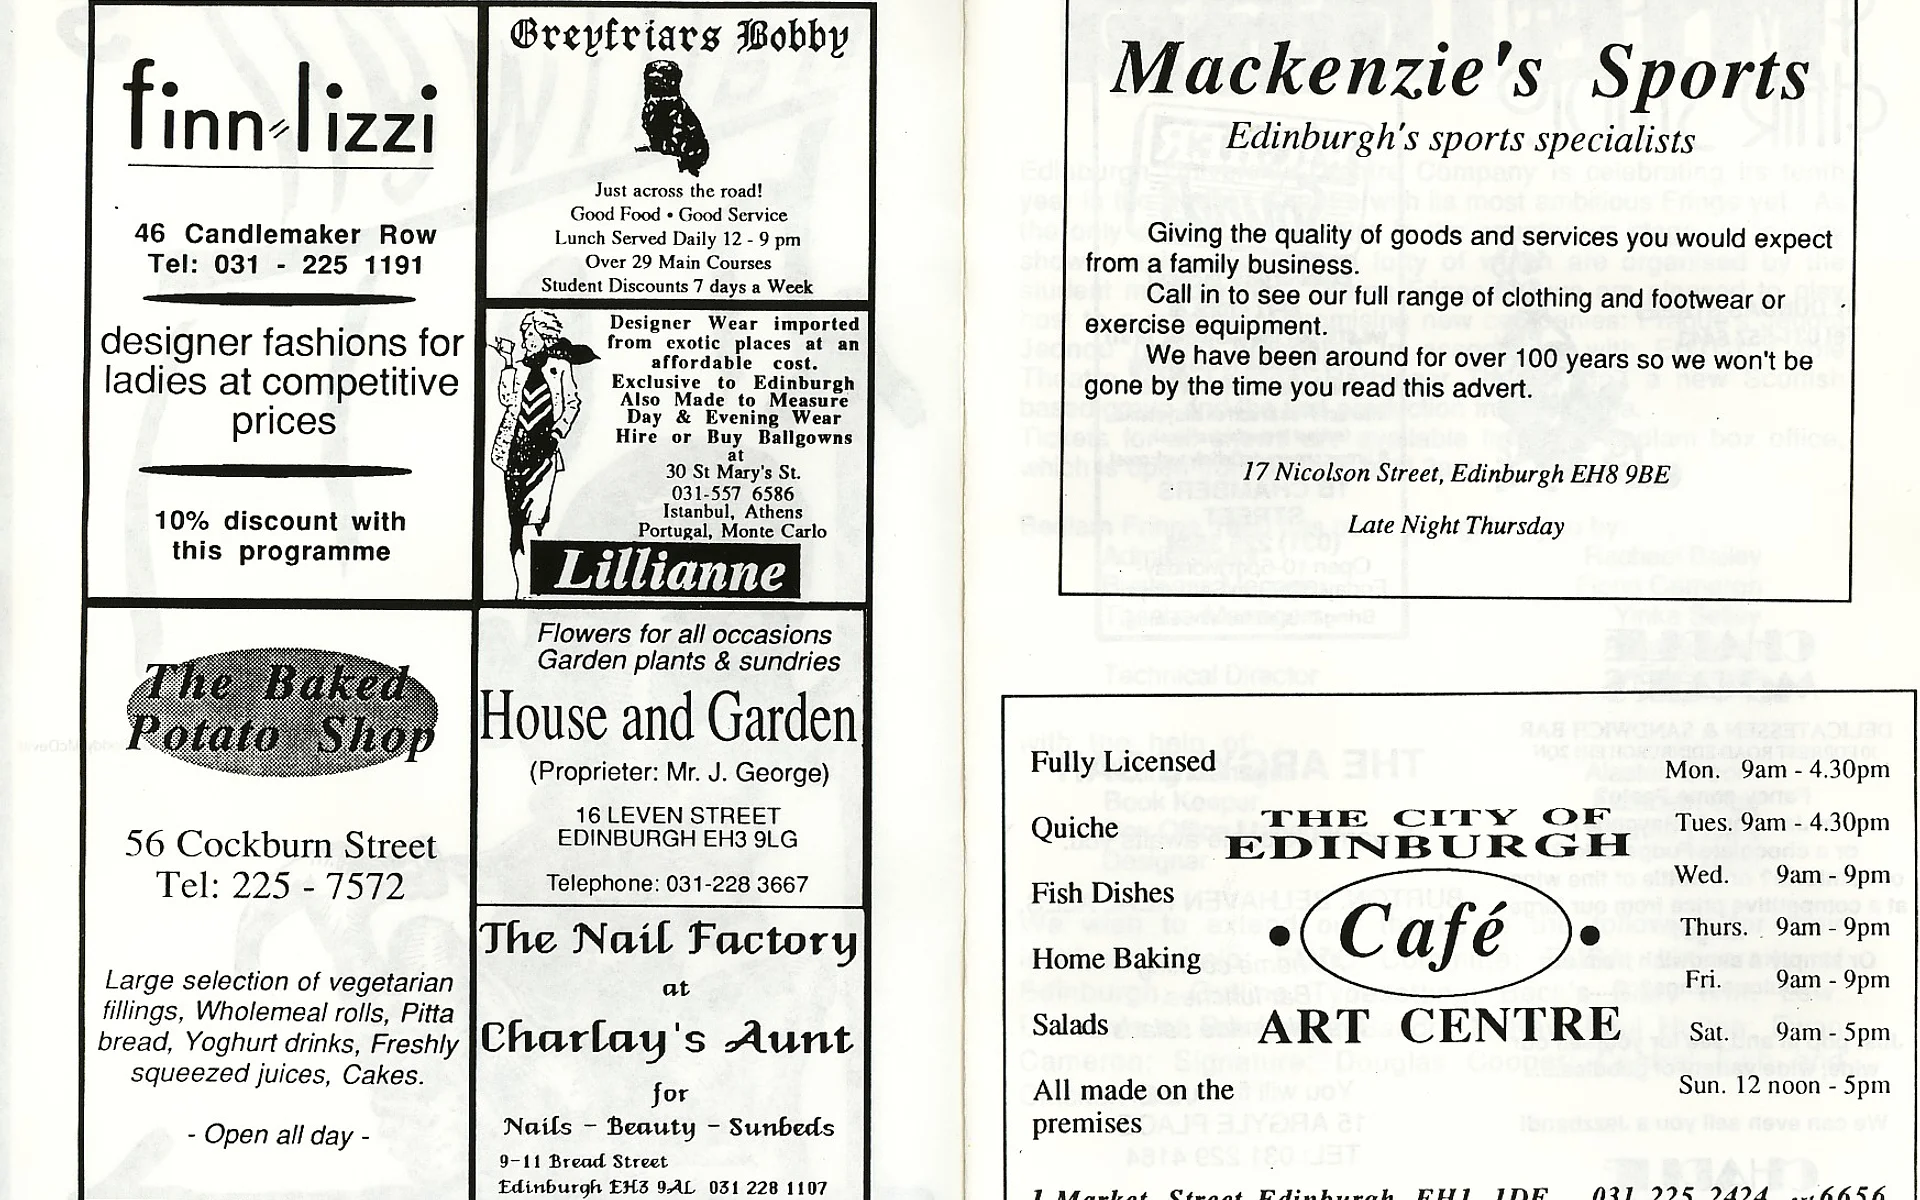 finn lizzi
46 Candlemaker Row
Tel: 031 - 225 1191
designer fashions for
ladies at competitive
prices
10% discount with
this programme
Greyfriars Bobby
Just across the road!
Good Food • Good Service
Lunch Served Daily 12 - 9 pm
Over 29 Main Courses
Student Discounts 7 days a Week
Designer Wear imported
from exotic places at an
affordable cost.
Exclusive to Edinburgh
Also Made to Measure
Day & Evening Wear
Hire or Buy Ballgowns
at
30 St Mary's St.
031-557 6586
Istanbul, Athens
Portugal, Monte Carlo
Lillianne
The Baked
Potato Shop
56 Cockburn Street
Tel: 225 - 7572
Large selection of vegetarian
fillings, Wholemeal rolls, Pitta
bread, Yoghurt drinks, Freshly
squeezed juices, Cakes.
- Open all day -
Flowers for all occasions
Garden plants & sundries
House and Garden
(Proprieter: Mr. J. George)
16 LEVEN STREET
EDINBURGH EH3 9LG
Telephone: 031-228 3667
The Nail Factory
at
Charlay's Aunt
for
Nails - Beauty - Sunbeds
9-11 Bread Street
Edinburgh EH3 9AL 031 228 1107
Mackenzie's Sports
Edinburgh's sports specialists
Giving the quality of goods and services you would expect
from a family business.
Call in to see our full range of clothing and footwear or
exercise equipment.
We have been around for over 100 years so we won't be
gone by the time you read this advert.
17 Nicolson Street, Edinburgh EH8 9BE
Late Night Thursday
Fully Licensed
Quiche
Fish Dishes
Home Baking
Salads
All made on the
premises
THE CITY OF
EDINBURGH
• Café •
ART CENTRE
Mon. 9am - 4.30pm
Tues. 9am - 4.30pm
Wed. 9am - 9pm
Thurs. 9am - 9pm
Fri. 9am - 9pm
Sat. 9am - 5pm
Sun. 12 noon - 5pm
1 Market Street Edinburgh EH1 1DE 031 225 2424 6656